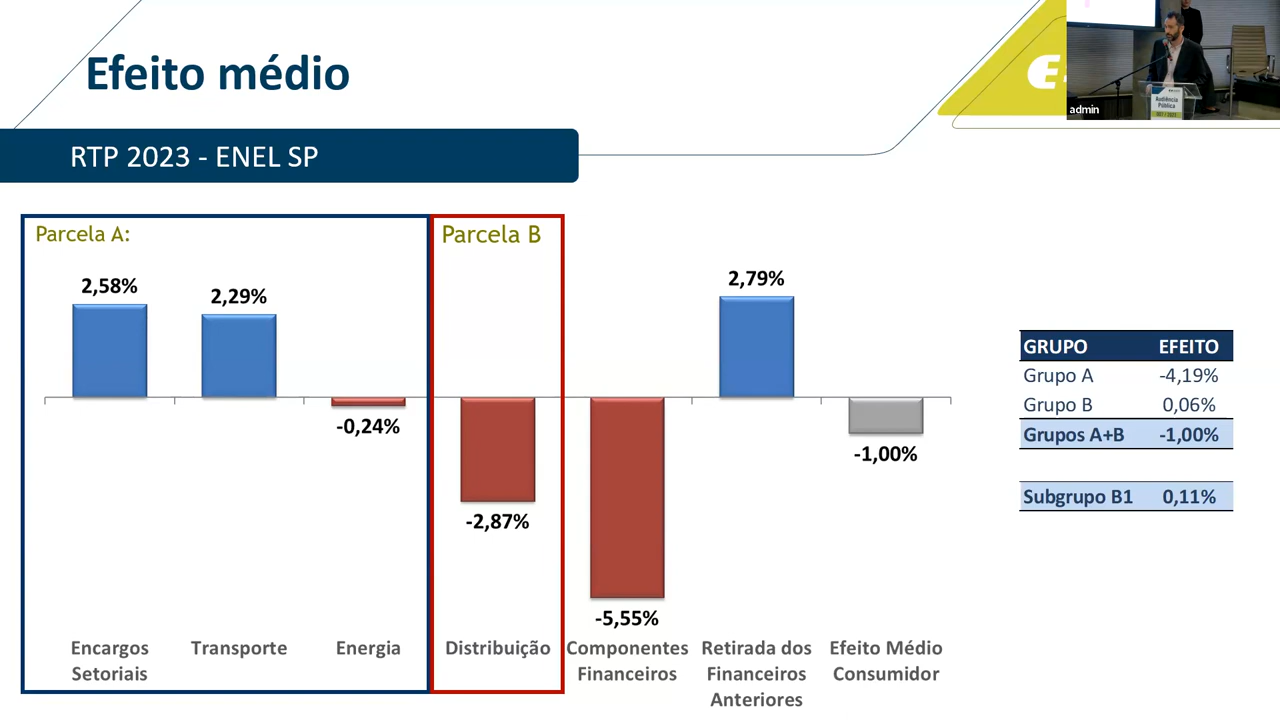 Efeito médio
RTP 2023 - ENEL SP
admin
Audiência
Pública
Parcela A:
Parcela B
2,58%
2,29%
-0,24%
-2,87%
-5,55%
2,79%
-1,00%
Encargos
Setoriais
Transporte
Energia
Distribuição
Componentes
Financeiros
Retirada dos
Financeiros
Anteriores
Efeito Médio
Consumidor
GRUPO EFEITO
Grupo A -4,19%
Grupo B 0,06%
Grupos A+B -1,00%
Subgrupo B1 0,11%